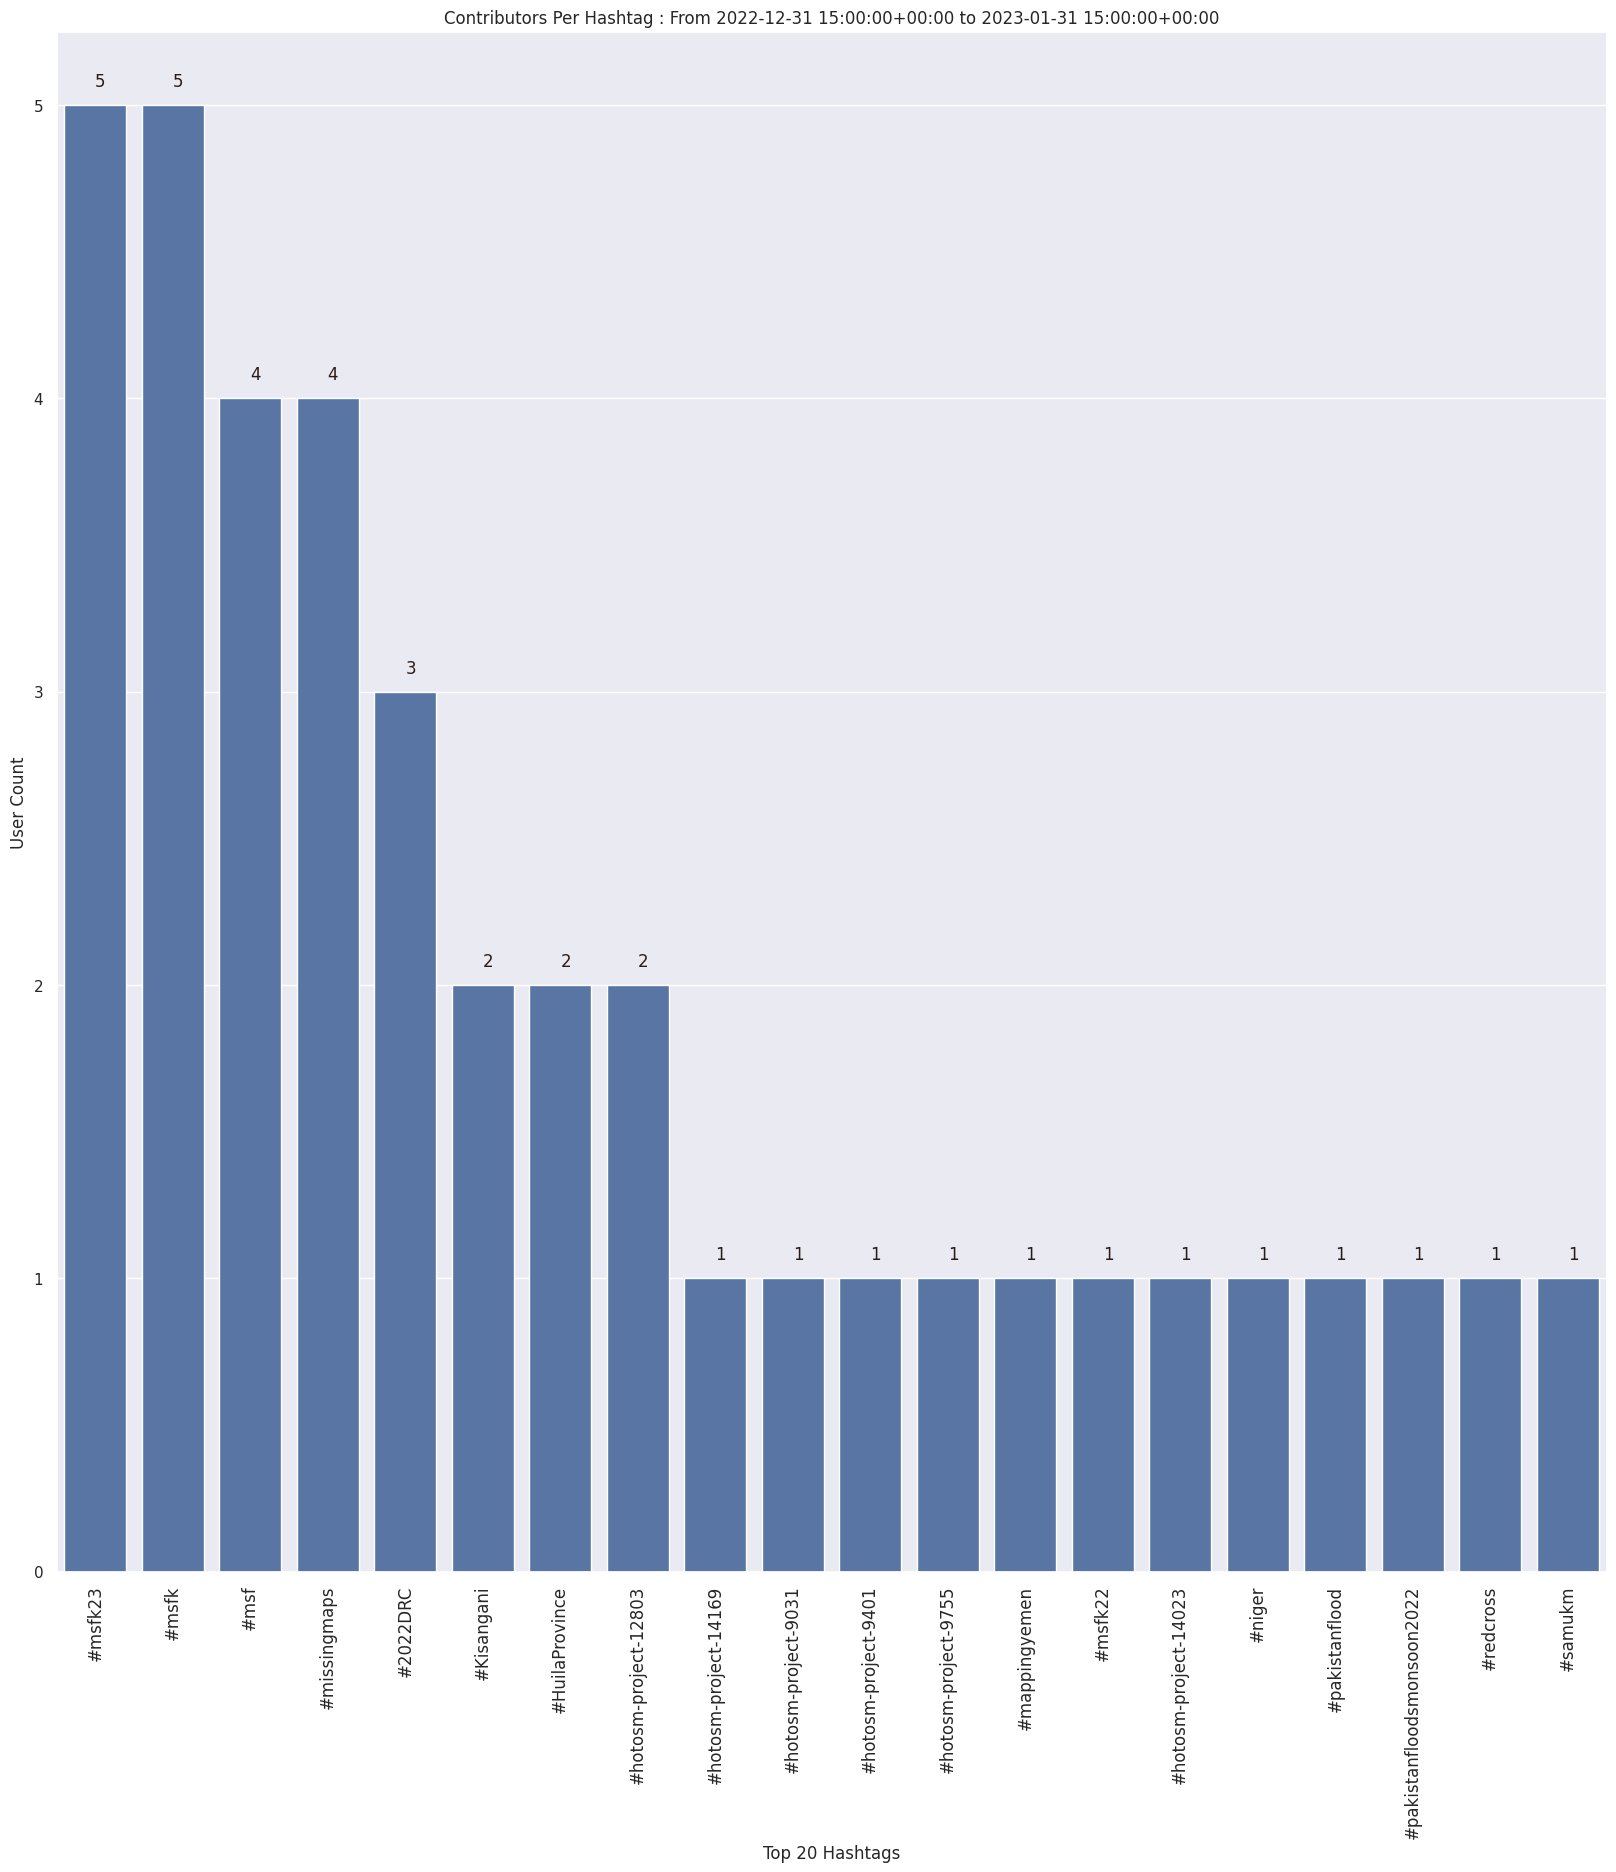 Contributors Per Hashtag : From 2022-12-31 15:00:00+00:00 to 2023-01-31 15:00:00+00:00
5
5
4
4
3
2
2
2
1
1
1
1
1
1
1
1
1
1
1
1
5
4
3
2
1
0
User Count
#msfk23
#msfk
#msf
#missingmaps
#2022DRC
#Kisangani
#HuilaProvince
#hotosm-project-12803
#hotosm-project-14169
#hotosm-project-9031
#hotosm-project-9401
#hotosm-project-9755
#mappingyemen
#msfk22
#hotosm-project-14023
#niger
#pakistanflood
#pakistanfloodsmonsoon2022
#redcross
#samukm
Top 20 Hashtags